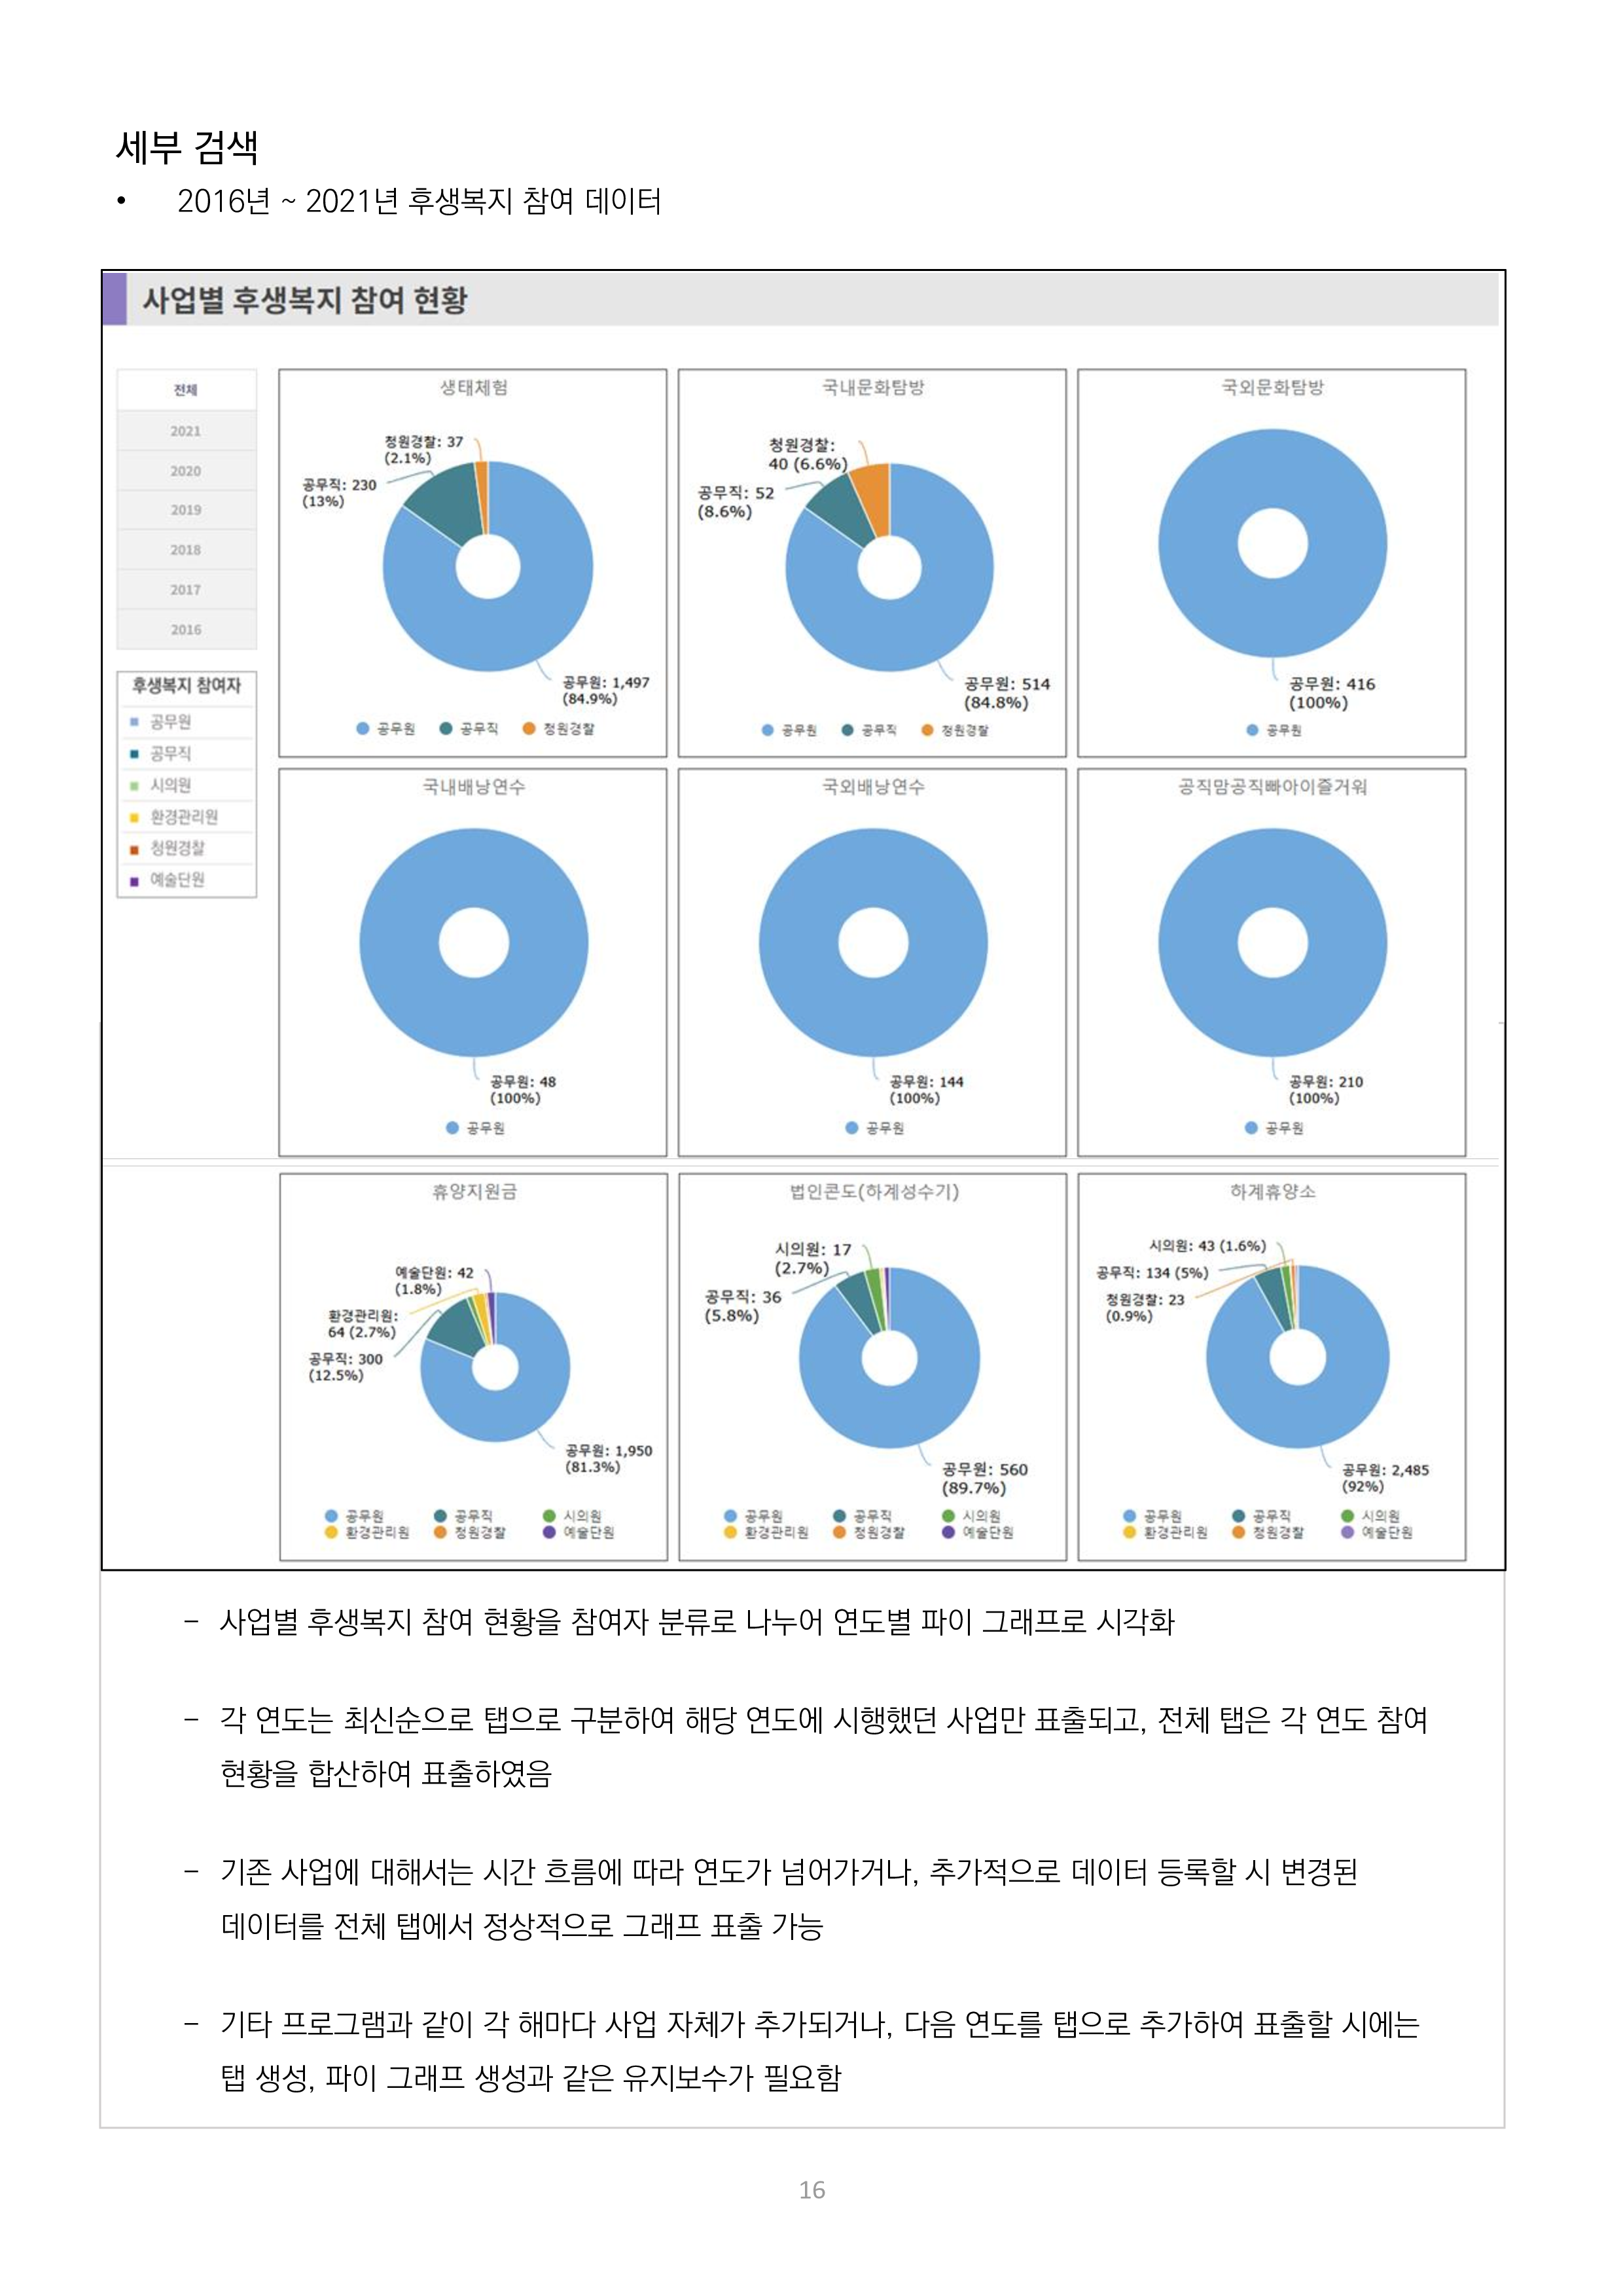 세부 검색
• 2016년 ~ 2021년 후생복지 참여 데이터
사업별 후생복지 참여 현황
전체
2021
2020
2019
2018
2017
2016
후생복지 참여자
공무원
공무직
시의원
환경관리원
청원경찰
예술단원
생태체험
청원경찰: 37
(2.1%)
공무직: 230
(13%)
공무원: 1,497
(84.9%)
공무원 공무직 청원경찰
국내문화탐방
청원경찰:
40 (6.6%)
공무직: 52
(8.6%)
공무원: 514
(84.8%)
공무원 공무직 청원경찰
국외문화탐방
공무원: 416
(100%)
공무원
국내배낭연수
공무원: 48
(100%)
공무원
국외배낭연수
공무원: 144
(100%)
공무원
공직맘공직빠아이즐거워
공무원: 210
(100%)
공무원
휴양지원금
예술단원: 42
(1.8%)
환경관리원:
64 (2.7%)
공무직: 300
(12.5%)
공무원: 1,950
(81.3%)
공무원 공무직 시의원
환경관리원 청원경찰 예술단원
법인콘도(하계성수기)
시의원: 17
(2.7%)
공무직: 36
(5.8%)
공무원: 560
(89.7%)
공무원 공무직 시의원
환경관리원 청원경찰 예술단원
하계휴양소
시의원: 43 (1.6%)
공무직: 134 (5%)
청원경찰: 23
(0.9%)
공무원: 2,485
(92%)
공무원 공무직 시의원
환경관리원 청원경찰 예술단원
- 사업별 후생복지 참여 현황을 참여자 분류로 나누어 연도별 파이 그래프로 시각화
- 각 연도는 최신순으로 탭으로 구분하여 해당 연도에 시행했던 사업만 표출되고, 전체 탭은 각 연도 참여
현황을 합산하여 표출하였음
- 기존 사업에 대해서는 시간 흐름에 따라 연도가 넘어가거나, 추가적으로 데이터 등록할 시 변경된
데이터를 전체 탭에서 정상적으로 그래프 표출 가능
- 기타 프로그램과 같이 각 해마다 사업 자체가 추가되거나, 다음 연도를 탭으로 추가하여 표출할 시에는
탭 생성, 파이 그래프 생성과 같은 유지보수가 필요함
16